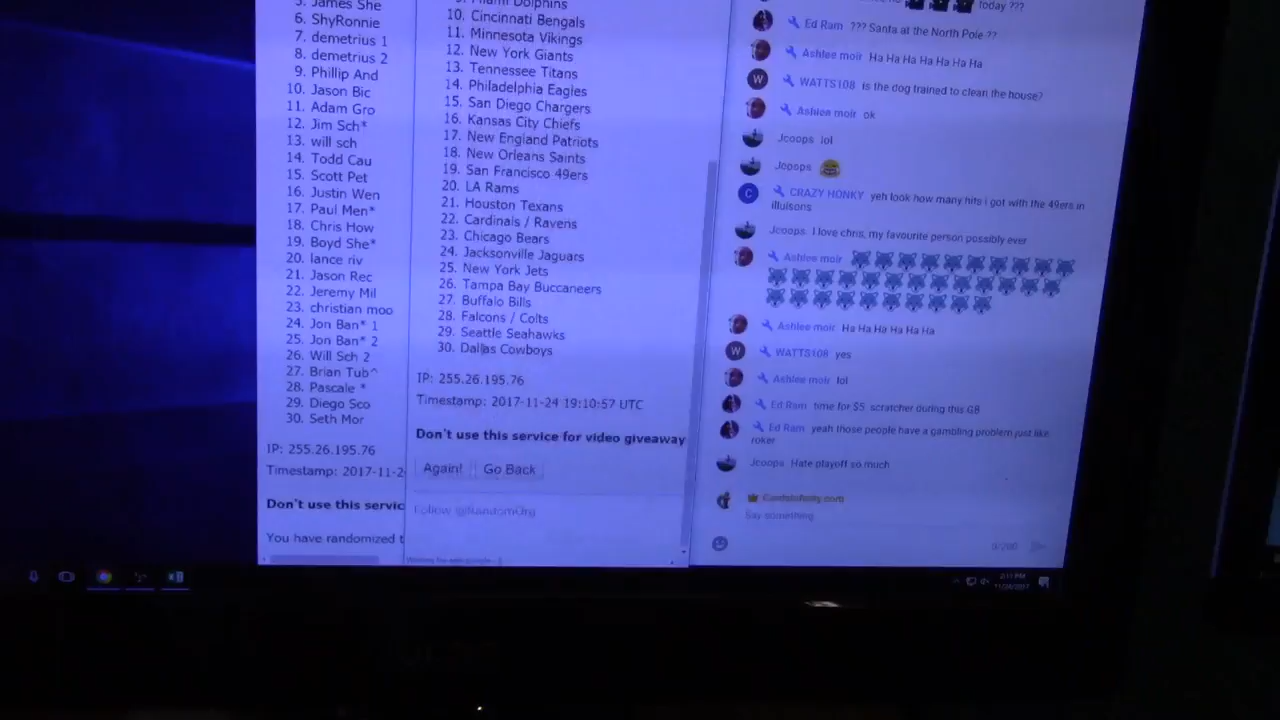 5. James She
6. ShyRonnie
7. demetrius 1
8. demetrius 2
9. Phillip And
10. Jason Bic
11. Adam Gro
12. Jim Sch*
13. will sch
14. Todd Cau
15. Scott Pet
16. Justin Wen
17. Paul Men*
18. Chris How
19. Boyd She*
20. lance riv
21. Jason Rec
22. Jeremy Mil
23. christian moo
24. Jon Ban* 1
25. Jon Ban* 2
26. Will Sch 2
27. Brian Tub^
28. Pascale *
29. Diego Sco
30. Seth Mor
IP: 255.26.195.76
Timestamp: 2017-11-2
Don't use this servic
You have randomized t
Miami Dolphins
10. Cincinnati Bengals
11. Minnesota Vikings
12. New York Giants
13. Tennessee Titans
14. Philadelphia Eagles
15. San Diego Chargers
16. Kansas City Chiefs
17. New England Patriots
18. New Orleans Saints
19. San Francisco 49ers
20. LA Rams
21. Houston Texans
22. Cardinals / Ravens
23. Chicago Bears
24. Jacksonville Jaguars
25. New York Jets
26. Tampa Bay Buccaneers
27. Buffalo Bills
28. Falcons / Colts
29. Seattle Seahawks
30. Dallas Cowboys
IP: 255.26.195.76
Timestamp: 2017-11-24 19:10:57 UTC
Don't use this service for video giveaway
Again! Go Back
Follow @RandomOrg
today ???
Ed Ram ??? Santa at the North Pole ??
Ashlee moir Ha Ha Ha Ha Ha Ha Ha
W WATTS108 is the dog trained to clean the house?
Ashlee moir ok
Jcoops lol
Jcoops
C CRAZY HONKY yeh look how many hits i got with the 49ers in
illuisons
Jcoops I love chris, my favourite person possibly ever
Ashlee moir
Ashlee moir Ha Ha Ha Ha Ha Ha
W WATTS108 yes
Ashlee moir lol
Ed Ram time for $5 scratcher during this GB
Ed Ram yeah those people have a gambling problem just like
roker
Jcoops Hate playoff so much
Cardsinfinity.com
Say something
0/200
2:11 PM
11/24/2017